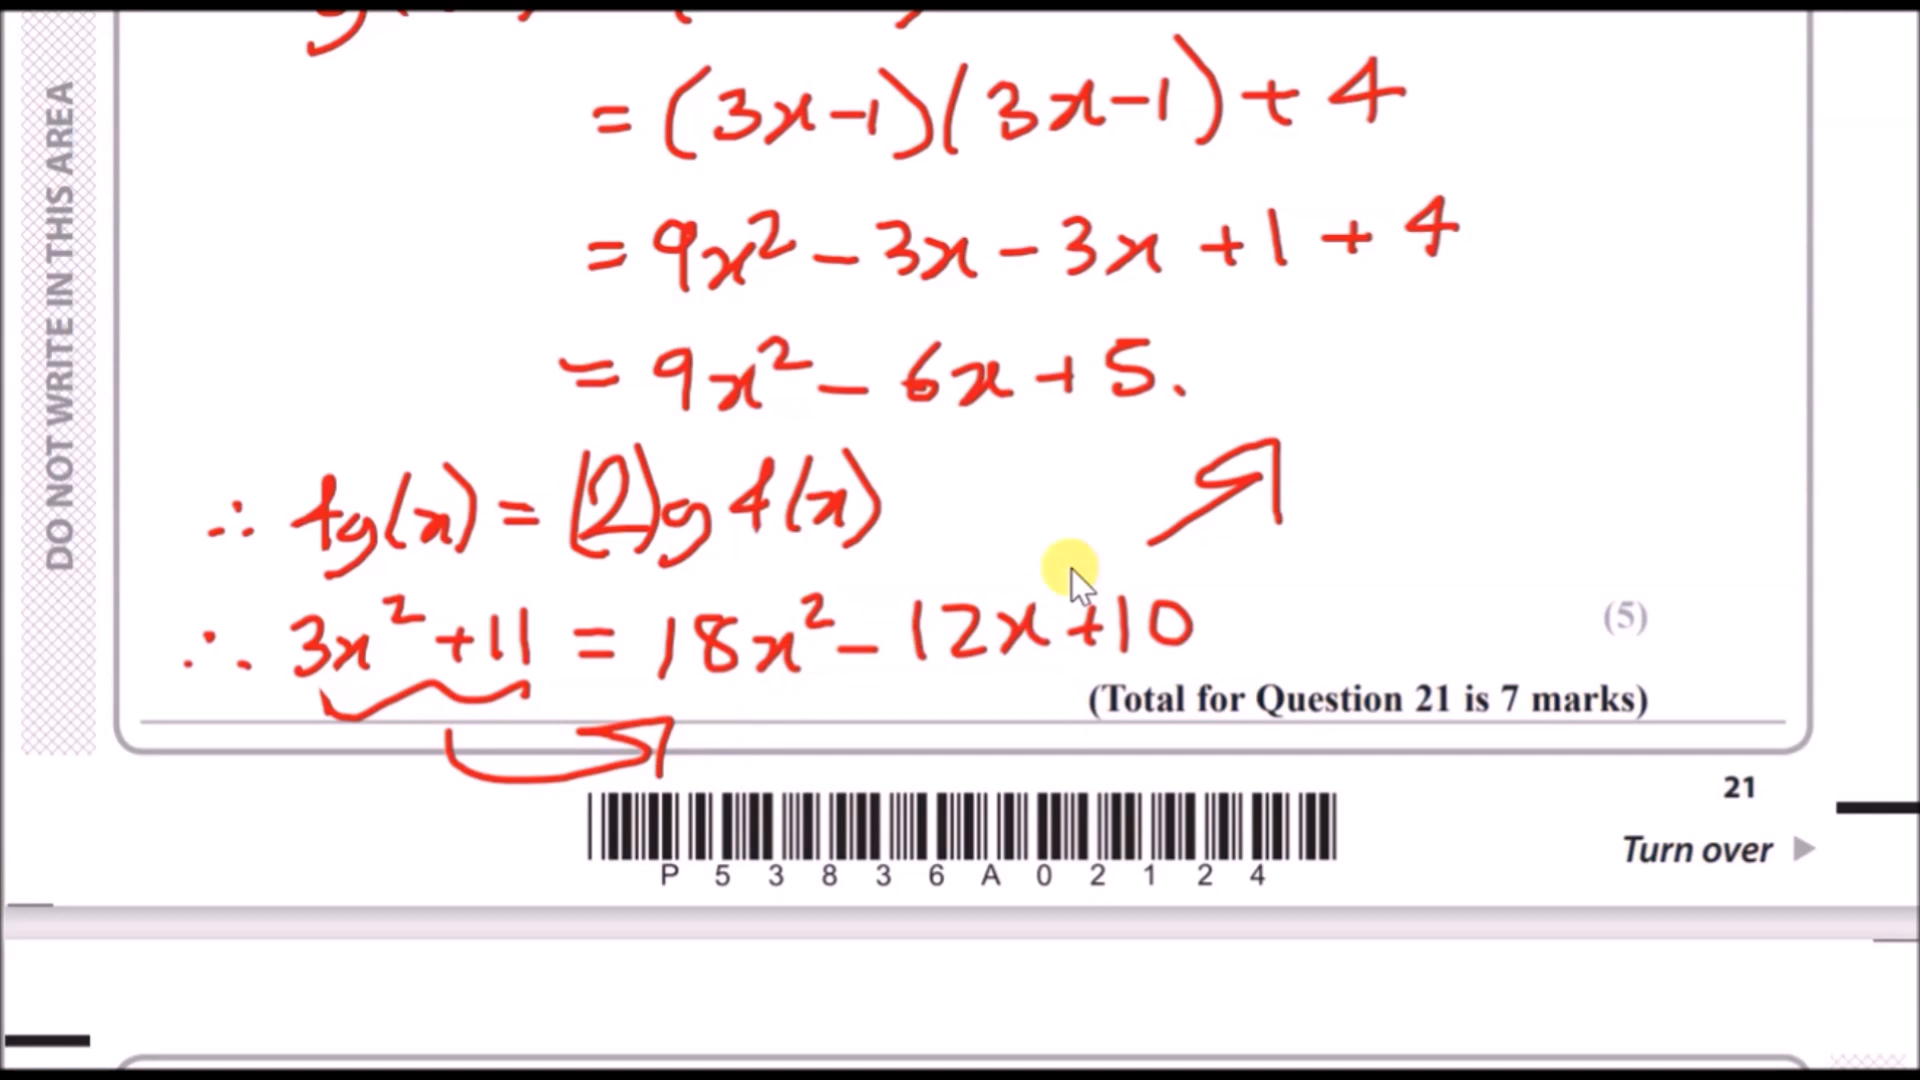 = (3x-1)(3x-1) + 4
= 9x² - 3x - 3x + 1 + 4
= 9x² - 6x + 5.
∴ fg(x) = (2)gf(x)
∴ 3x² + 11 = 18x² - 12x + 10
(5)
(Total for Question 21 is 7 marks)
DO NOT WRITE IN THIS AREA
21
P 5 3 8 3 6 A 0 2 1 2 4
Turn over